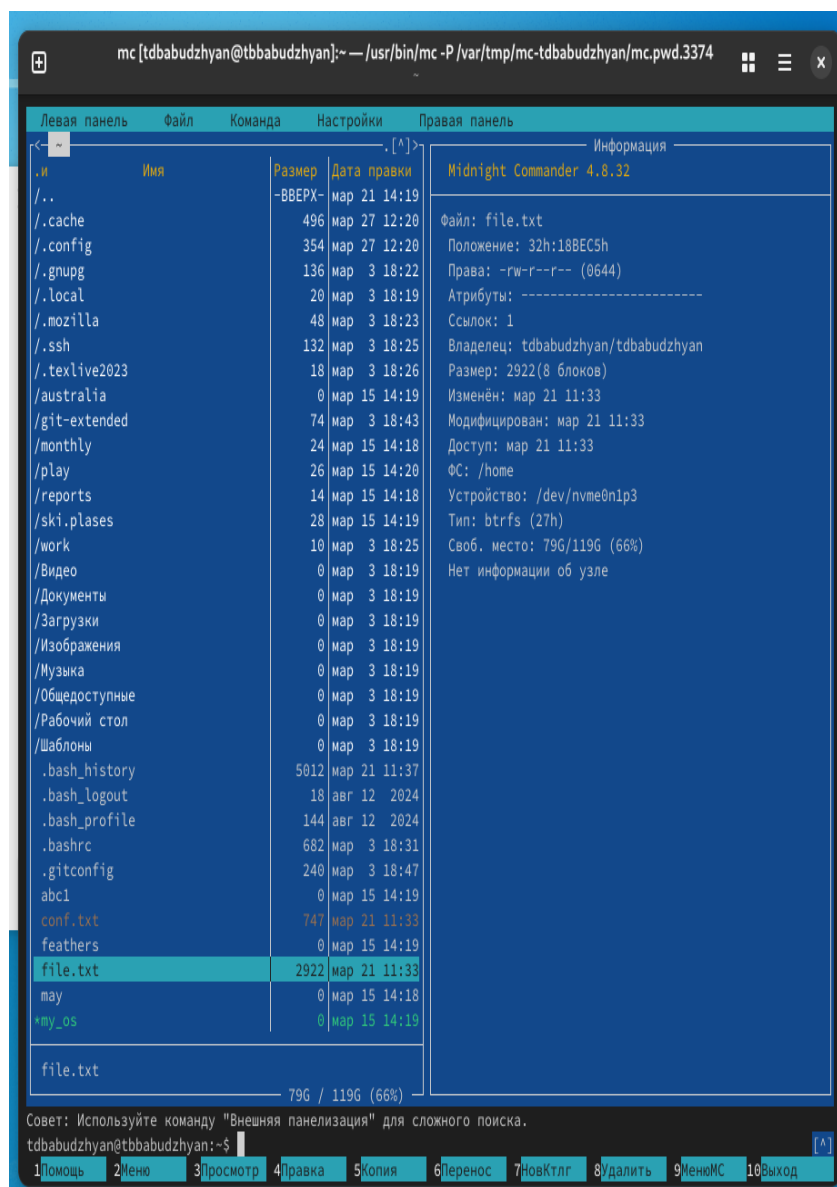 mc [tdbabudzhyan@tbbabudzhyan]:~ — /usr/bin/mc -P /var/tmp/mc-tdbabudzhyan/mc.pwd.3374
~
Левая панель Файл Команда Настройки Правая панель
<- ~ .[^]>
.и Имя Размер Дата правки
/.. -ВВЕРХ- мар 21 14:19
/.cache 496 мар 27 12:20
/.config 354 мар 27 12:20
/.gnupg 136 мар 3 18:22
/.local 20 мар 3 18:19
/.mozilla 48 мар 3 18:23
/.ssh 132 мар 3 18:25
/.texlive2023 18 мар 3 18:26
/australia 0 мар 15 14:19
/git-extended 74 мар 3 18:43
/monthly 24 мар 15 14:18
/play 26 мар 15 14:20
/reports 14 мар 15 14:18
/ski.plases 28 мар 15 14:19
/work 10 мар 3 18:25
/Видео 0 мар 3 18:19
/Документы 0 мар 3 18:19
/Загрузки 0 мар 3 18:19
/Изображения 0 мар 3 18:19
/Музыка 0 мар 3 18:19
/Общедоступные 0 мар 3 18:19
/Рабочий стол 0 мар 3 18:19
/Шаблоны 0 мар 3 18:19
.bash_history 5012 мар 21 11:37
.bash_logout 18 авг 12 2024
.bash_profile 144 авг 12 2024
.bashrc 682 мар 3 18:31
.gitconfig 240 мар 3 18:47
abc1 0 мар 15 14:19
conf.txt 747 мар 21 11:33
feathers 0 мар 15 14:19
file.txt 2922 мар 21 11:33
may 0 мар 15 14:18
*my_os 0 мар 15 14:19
file.txt
79G / 119G (66%)
Информация
Midnight Commander 4.8.32
Файл: file.txt
Положение: 32h:18BEC5h
Права: -rw-r--r-- (0644)
Атрибуты: -------------------------
Ссылок: 1
Владелец: tdbabudzhyan/tdbabudzhyan
Размер: 2922(8 блоков)
Изменён: мар 21 11:33
Модифицирован: мар 21 11:33
Доступ: мар 21 11:33
ФС: /home
Устройство: /dev/nvme0n1p3
Тип: btrfs (27h)
Своб. место: 79G/119G (66%)
Нет информации об узле
Совет: Используйте команду "Внешняя панелизация" для сложного поиска.
tdbabudzhyan@tbbabudzhyan:~$ [^]
1Помощь 2Меню 3Просмотр 4Правка 5Копия 6Перенос 7НовКтлг 8Удалить 9МенюMC 10Выход